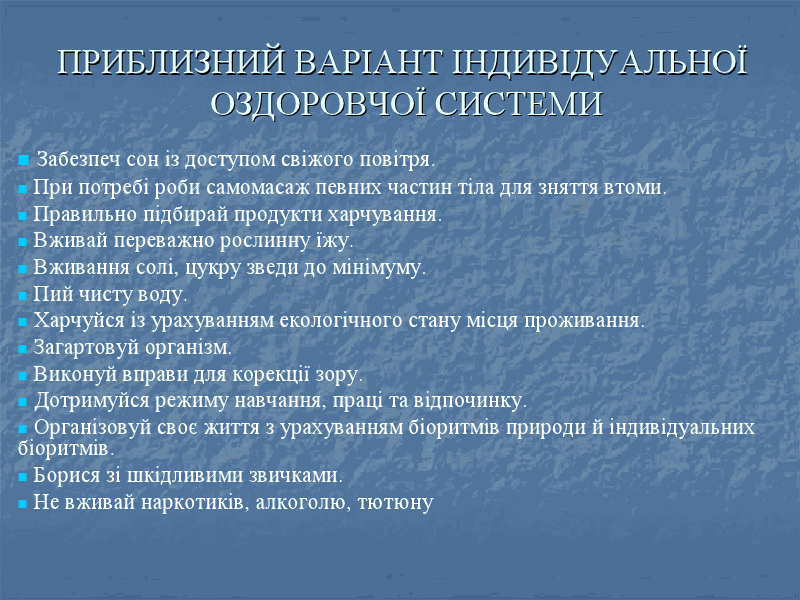 ПРИБЛИЗНИЙ ВАРІАНТ ІНДИВІДУАЛЬНОЇ
ОЗДОРОВЧОЇ СИСТЕМИ
Забезпеч сон із доступом свіжого повітря.
При потребі роби самомасаж певних частин тіла для зняття втоми.
Правильно підбирай продукти харчування.
Вживай переважно рослинну їжу.
Вживання солі, цукру зведи до мінімуму.
Пий чисту воду.
Харчуйся із урахуванням екологічного стану місця проживання.
Загартовуй організм.
Виконуй вправи для корекції зору.
Дотримуйся режиму навчання, праці та відпочинку.
Організовуй своє життя з урахуванням біоритмів природи й індивідуальних
біоритмів.
Борися зі шкідливими звичками.
Не вживай наркотиків, алкоголю, тютюну